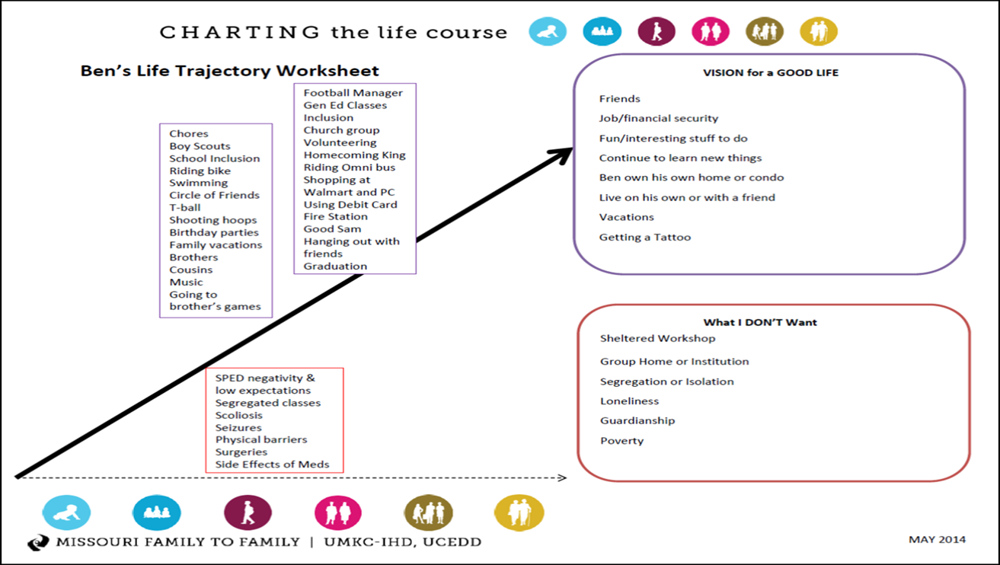 CHARTING the life course
Ben's Life Trajectory Worksheet
Chores
Boy Scouts
School Inclusion
Riding bike
Swimming
Circle of Friends
T-ball
Shooting hoops
Birthday parties
Family vacations
Brothers
Cousins
Music
Going to
brother's games
Football Manager
Gen Ed Classes
Inclusion
Church group
Volunteering
Homecoming King
Riding Omni bus
Shopping at
Walmart and PC
Using Debit Card
Fire Station
Good Sam
Hanging out with
friends
Graduation
VISION for a GOOD LIFE
Friends
Job/financial security
Fun/interesting stuff to do
Continue to learn new things
Ben own his own home or condo
Live on his own or with a friend
Vacations
Getting a Tattoo
SPED negativity &
low expectations
Segregated classes
Scoliosis
Seizures
Physical barriers
Surgeries
Side Effects of Meds
What I DON'T Want
Sheltered Workshop
Group Home or Institution
Segregation or Isolation
Loneliness
Guardianship
Poverty
MISSOURI FAMILY TO FAMILY | UMKC-IHD, UCEDD
MAY 2014